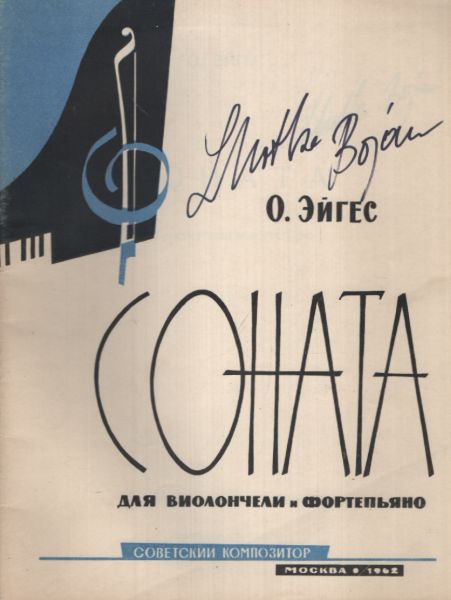 О. ЭЙГЕС
СОНАТА
ДЛЯ ВИОЛОНЧЕЛИ и ФОРТЕПЬЯНО
СОВЕТСКИЙ КОМПОЗИТОР
МОСКВА • 1962